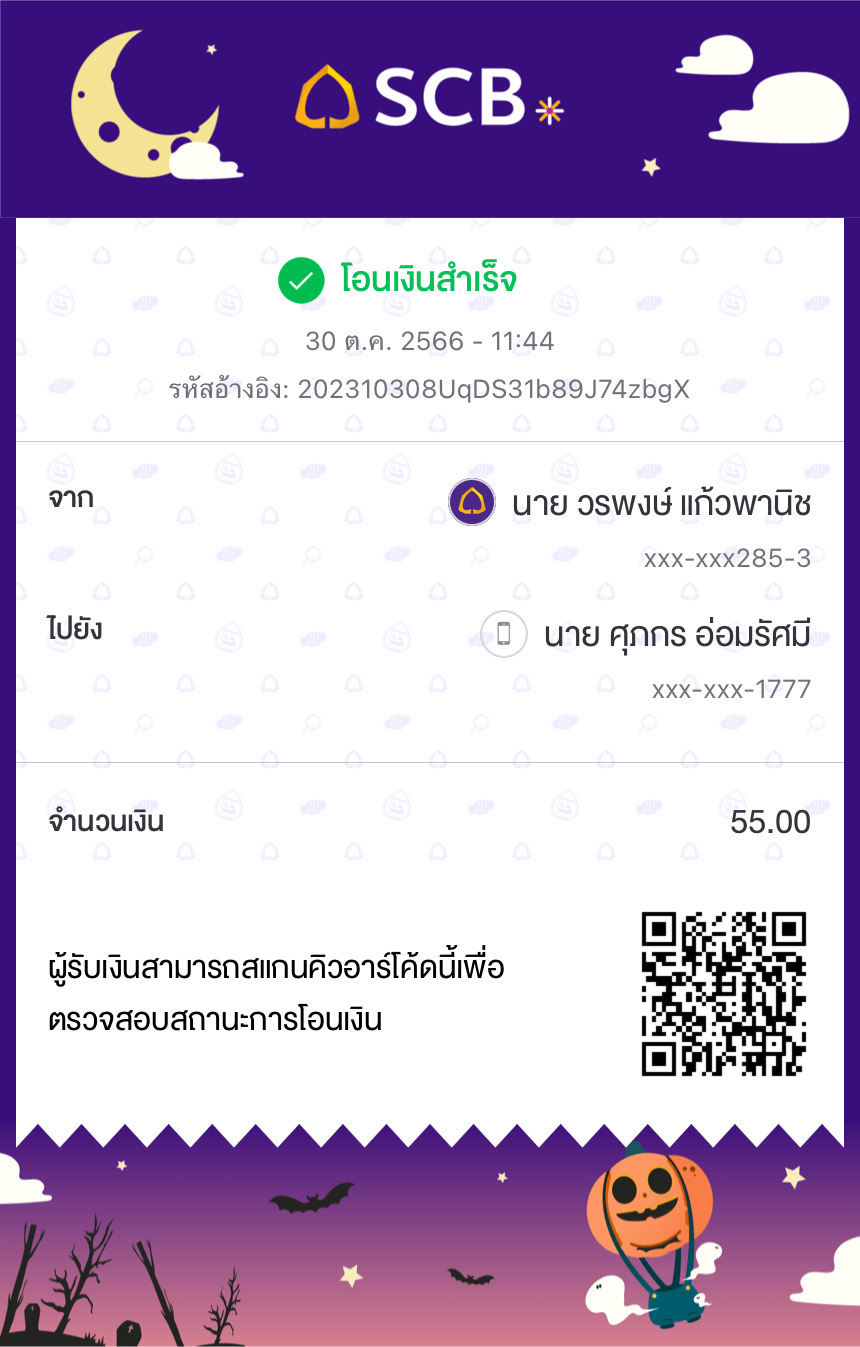 SCB
โอนเงินสำเร็จ
30 ต.ค. 2566 - 11:44
รหัสอ้างอิง: 202310308UqDS31b89J74zbgX
จาก
นาย วรพงษ์ แก้วพานิช
xxx-xxx285-3
ไปยัง
นาย ศุภกร อ่อมรัศมี
xxx-xxx-1777
จำนวนเงิน
55.00
ผู้รับเงินสามารถสแกนคิวอาร์โค้ดนี้เพื่อ
ตรวจสอบสถานะการโอนเงิน